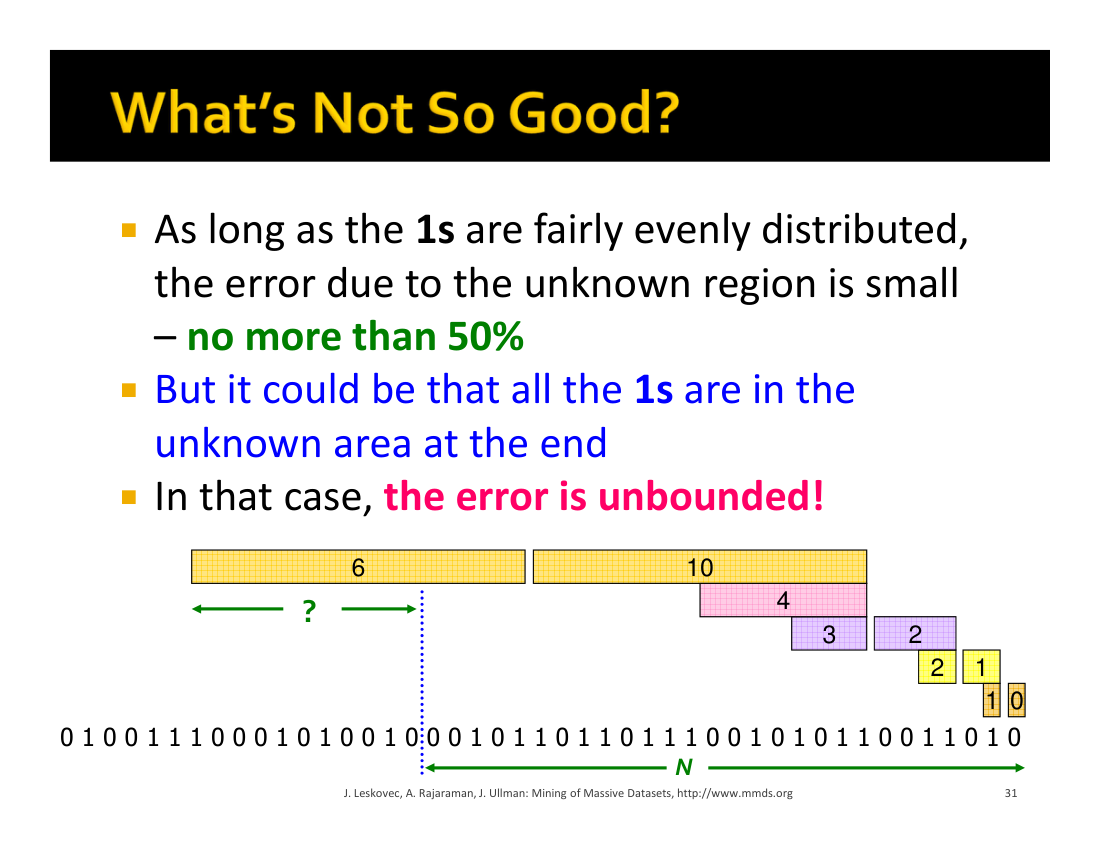 What's Not So Good?
As long as the 1s are fairly evenly distributed,
the error due to the unknown region is small
– no more than 50%
But it could be that all the 1s are in the
unknown area at the end
In that case, the error is unbounded!
6 10
4
?
3 2
2 1
1 0
0 1 0 0 1 1 1 0 0 0 1 0 1 0 0 1 0 0 0 1 0 1 1 0 1 1 0 1 1 1 0 0 1 0 1 0 1 1 0 0 1 1 0 1 0
N
J. Leskovec, A. Rajaraman, J. Ullman: Mining of Massive Datasets, http://www.mmds.org 31